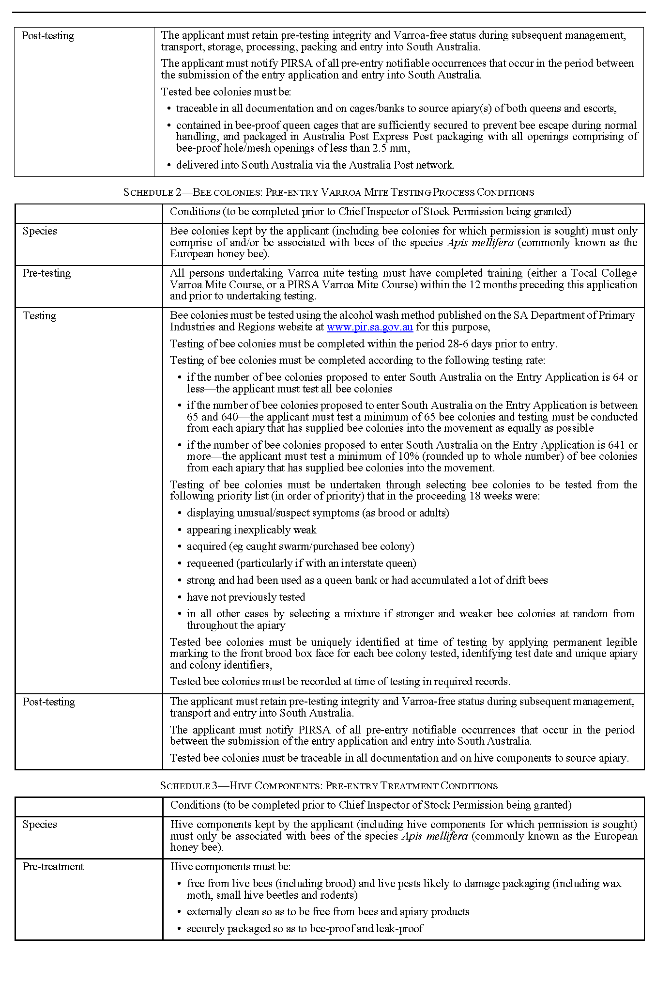 Post-testing
The applicant must retain pre-testing integrity and Varroa-free status during subsequent management,
transport, storage, processing, packing and entry into South Australia.
The applicant must notify PIRSA of all pre-entry notifiable occurrences that occur in the period between
the submission of the entry application and entry into South Australia.
Tested bee colonies must be:
• traceable in all documentation and on cages/banks to source apiary(s) of both queens and escorts,
• contained in bee-proof queen cages that are sufficiently secured to prevent bee escape during normal
handling, and packaged in Australia Post Express Post packaging with all openings comprising of
bee-proof hole/mesh openings of less than 2.5 mm,
• delivered into South Australia via the Australia Post network.
SCHEDULE 2—BEE COLONIES: PRE-ENTRY VARROA MITE TESTING PROCESS CONDITIONS
Conditions (to be completed prior to Chief Inspector of Stock Permission being granted)
Species
Bee colonies kept by the applicant (including bee colonies for which permission is sought) must only
comprise of and/or be associated with bees of the species Apis mellifera (commonly known as the
European honey bee).
Pre-testing
All persons undertaking Varroa mite testing must have completed training (either a Tocal College
Varroa Mite Course, or a PIRSA Varroa Mite Course) within the 12 months preceding this application
and prior to undertaking testing.
Testing
Bee colonies must be tested using the alcohol wash method published on the SA Department of Primary
Industries and Regions website at www.pir.sa.gov.au for this purpose,
Testing of bee colonies must be completed within the period 28-6 days prior to entry.
Testing of bee colonies must be completed according to the following testing rate:
• if the number of bee colonies proposed to enter South Australia on the Entry Application is 64 or
less—the applicant must test all bee colonies
• if the number of bee colonies proposed to enter South Australia on the Entry Application is between
65 and 640—the applicant must test a minimum of 65 bee colonies and testing must be conducted
from each apiary that has supplied bee colonies into the movement as equally as possible
• if the number of bee colonies proposed to enter South Australia on the Entry Application is 641 or
more—the applicant must test a minimum of 10% (rounded up to whole number) of bee colonies
from each apiary that has supplied bee colonies into the movement.
Testing of bee colonies must be undertaken through selecting bee colonies to be tested from the
following priority list (in order of priority) that in the proceeding 18 weeks were:
• displaying unusual/suspect symptoms (as brood or adults)
• appearing inexplicably weak
• acquired (eg caught swarm/purchased bee colony)
• requeened (particularly if with an interstate queen)
• strong and had been used as a queen bank or had accumulated a lot of drift bees
• have not previously tested
• in all other cases by selecting a mixture if stronger and weaker bee colonies at random from
throughout the apiary
Tested bee colonies must be uniquely identified at time of testing by applying permanent legible
marking to the front brood box face for each bee colony tested, identifying test date and unique apiary
and colony identifiers,
Tested bee colonies must be recorded at time of testing in required records.
Post-testing
The applicant must retain pre-testing integrity and Varroa-free status during subsequent management,
transport and entry into South Australia.
The applicant must notify PIRSA of all pre-entry notifiable occurrences that occur in the period
between the submission of the entry application and entry into South Australia.
Tested bee colonies must be traceable in all documentation and on hive components to source apiary.
SCHEDULE 3—HIVE COMPONENTS: PRE-ENTRY TREATMENT CONDITIONS
Conditions (to be completed prior to Chief Inspector of Stock Permission being granted)
Species
Hive components kept by the applicant (including hive components for which permission is sought)
must only be associated with bees of the species Apis mellifera (commonly known as the European
honey bee).
Pre-treatment
Hive components must be:
• free from live bees (including brood) and live pests likely to damage packaging (including wax
moth, small hive beetles and rodents)
• externally clean so as to be free from bees and apiary products
• securely packaged so as to bee-proof and leak-proof